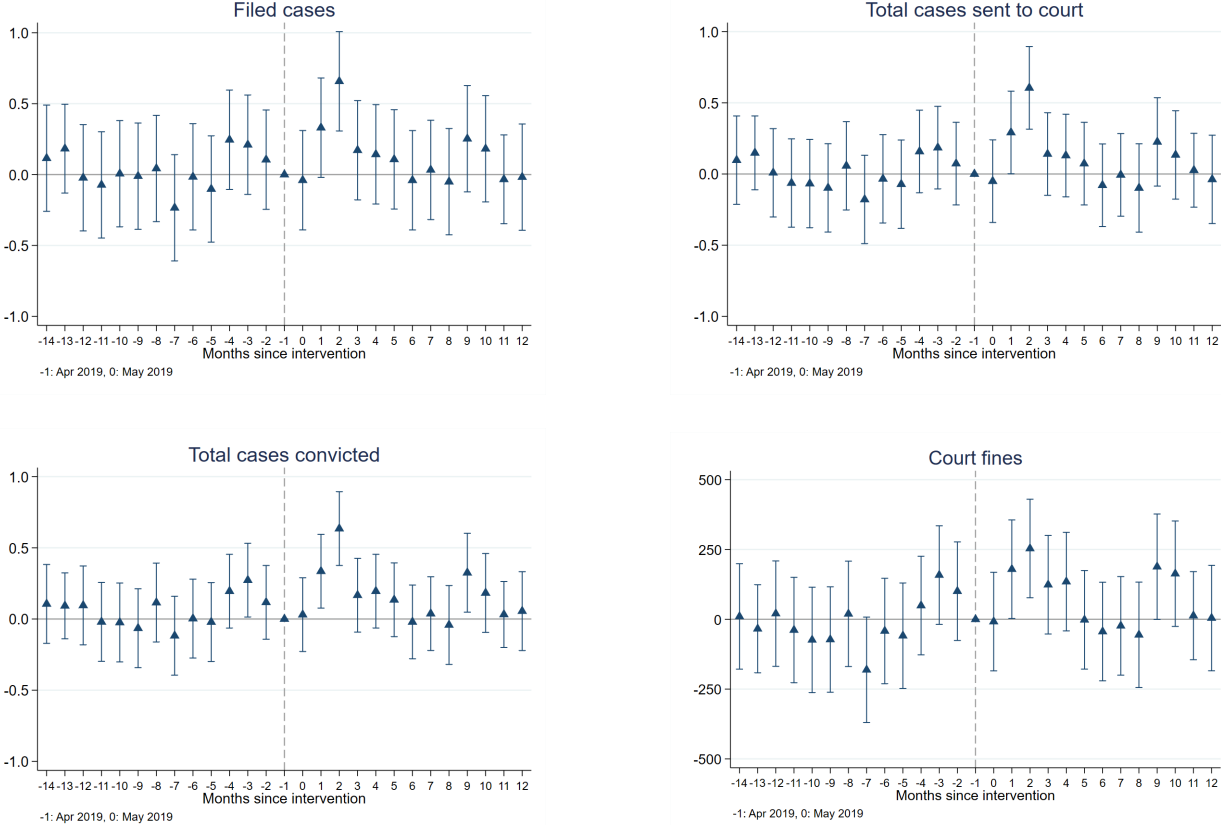 Filed cases
1.0
0.5
0.0
-0.5
-1.0
-14 -13 -12 -11 -10 -9 -8 -7 -6 -5 -4 -3 -2 -1 0 1 2 3 4 5 6 7 8 9 10 11 12
Months since intervention
-1: Apr 2019, 0: May 2019
Total cases sent to court
1.0
0.5
0.0
-0.5
-1.0
-14 -13 -12 -11 -10 -9 -8 -7 -6 -5 -4 -3 -2 -1 0 1 2 3 4 5 6 7 8 9 10 11 12
Months since intervention
-1: Apr 2019, 0: May 2019
Total cases convicted
1.0
0.5
0.0
-0.5
-1.0
-14 -13 -12 -11 -10 -9 -8 -7 -6 -5 -4 -3 -2 -1 0 1 2 3 4 5 6 7 8 9 10 11 12
Months since intervention
-1: Apr 2019, 0: May 2019
Court fines
500
250
0
-250
-500
-14 -13 -12 -11 -10 -9 -8 -7 -6 -5 -4 -3 -2 -1 0 1 2 3 4 5 6 7 8 9 10 11 12
Months since intervention
-1: Apr 2019, 0: May 2019